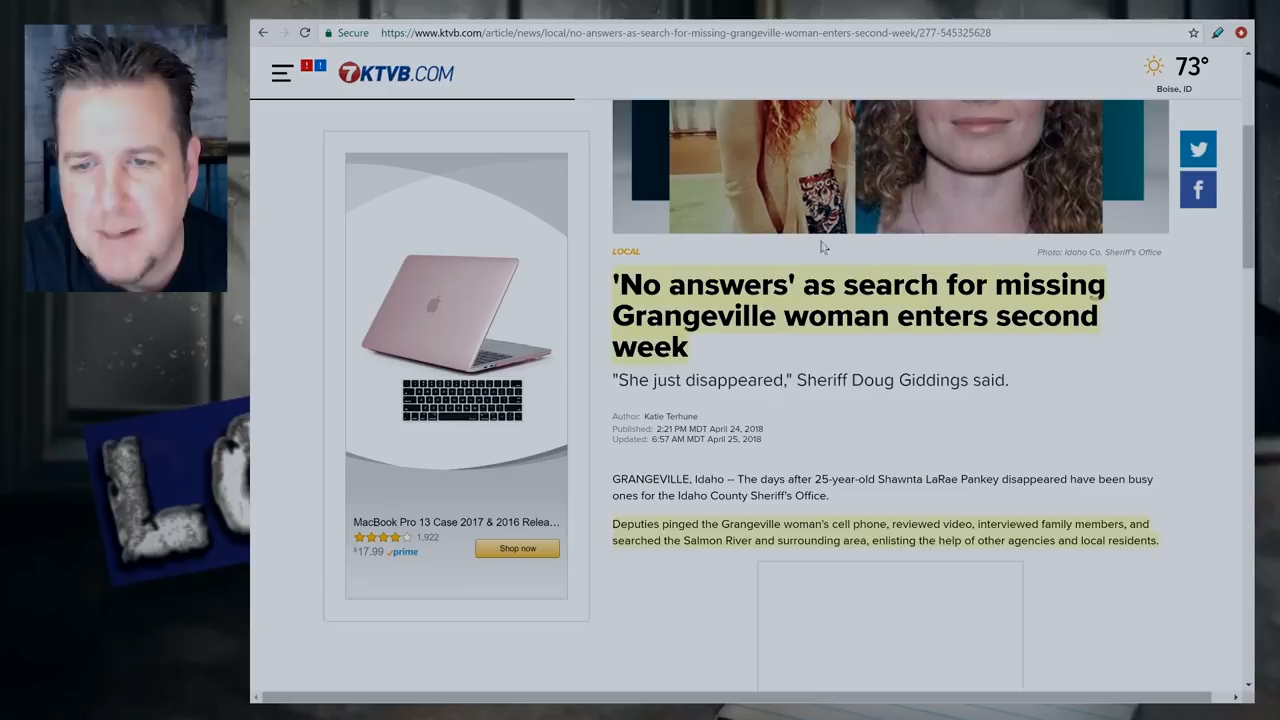 Secure
https://www.ktvb.com/article/news/local/no-answers-as-search-for-missing-grangeville-woman-enters-second-week/277-545325628
7KTVB.COM
73°
Boise, ID
LOCAL
Photo: Idaho Co. Sheriff's Office
'No answers' as search for missing
Grangeville woman enters second
week
"She just disappeared," Sheriff Doug Giddings said.
Author: Katie Terhune
Published: 2:21 PM MDT April 24, 2018
Updated: 6:57 AM MDT April 25, 2018
GRANGEVILLE, Idaho -- The days after 25-year-old Shawnta LaRae Pankey disappeared have been busy
ones for the Idaho County Sheriff's Office.
Deputies pinged the Grangeville woman's cell phone, reviewed video, interviewed family members, and
searched the Salmon River and surrounding area, enlisting the help of other agencies and local residents.
MacBook Pro 13 Case 2017 & 2016 Relea...
1,922
$17.99 prime
Shop now
LO